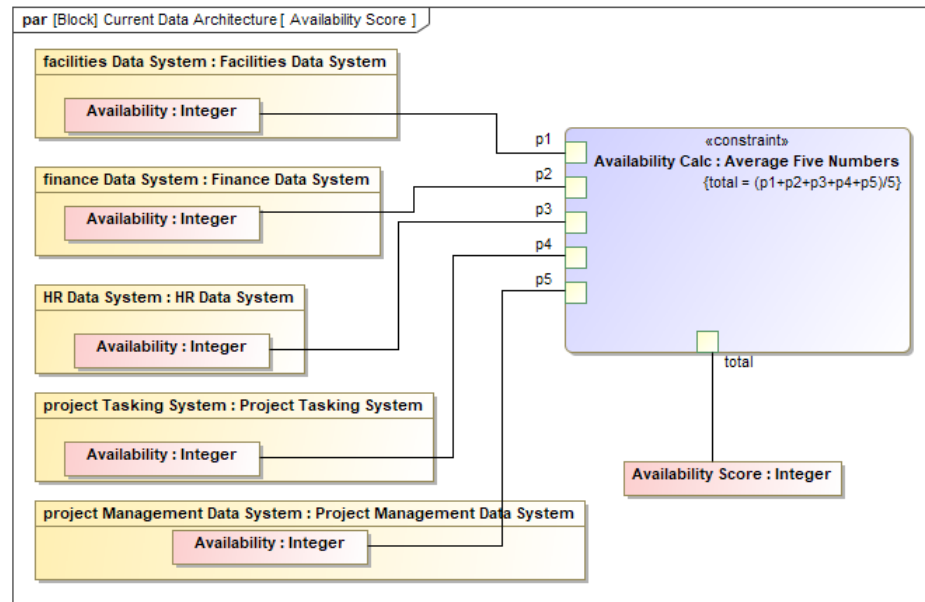 par [Block] Current Data Architecture [ Availability Score ]
facilities Data System : Facilities Data System
Availability : Integer
finance Data System : Finance Data System
Availability : Integer
HR Data System : HR Data System
Availability : Integer
project Tasking System : Project Tasking System
Availability : Integer
project Management Data System : Project Management Data System
Availability : Integer
p1
p2
p3
p4
p5
«constraint»
Availability Calc : Average Five Numbers
{total = (p1+p2+p3+p4+p5)/5}
total
Availability Score : Integer